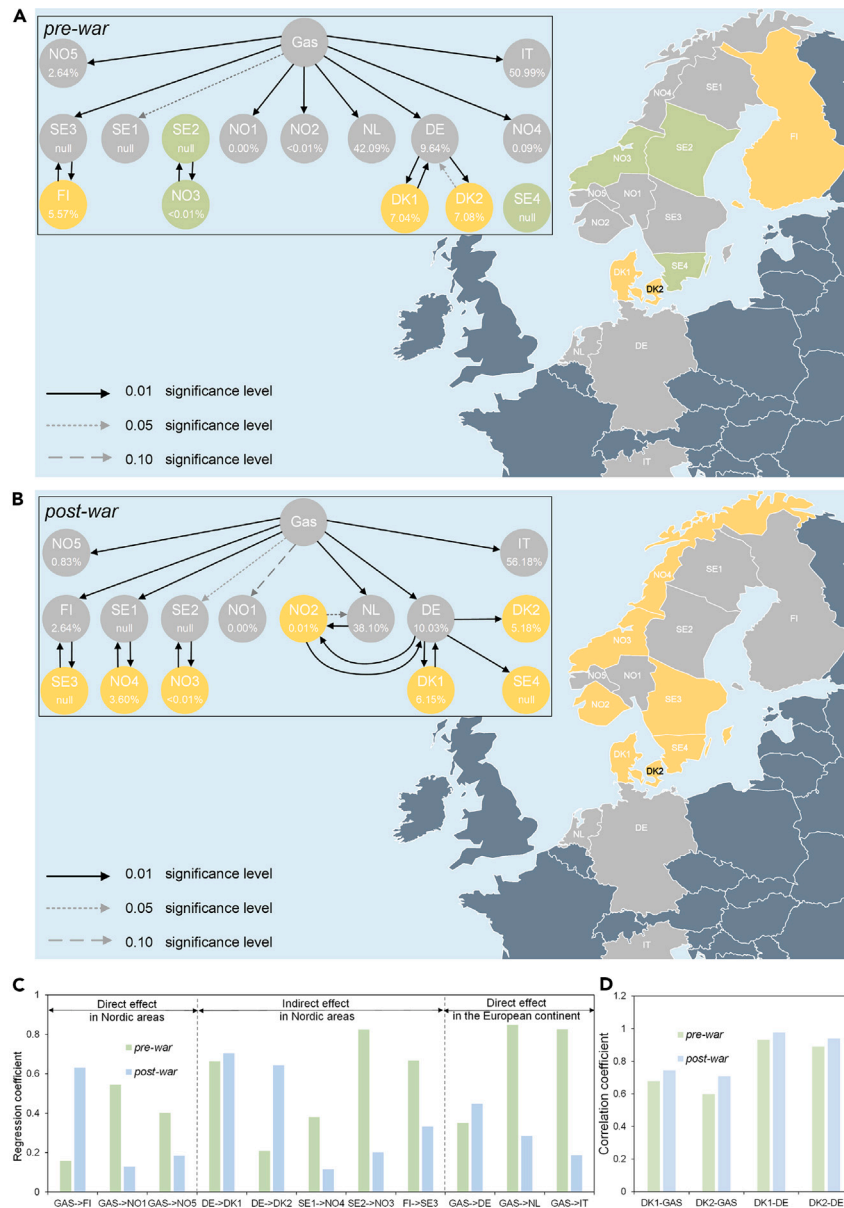 A
pre-war
Gas
NO5
2.64%
IT
50.99%
SE3
null
SE1
null
SE2
null
NO1
0.00%
NO2
<0.01%
NL
42.09%
DE
9.64%
NO4
0.09%
FI
5.57%
NO3
<0.01%
DK1
7.04%
DK2
7.08%
SE4
null
0.01 significance level
0.05 significance level
0.10 significance level
NO4
SE1
FI
NO3
SE2
NO5
NO1
NO2
SE3
SE4
DK1
DK2
NL
DE
IT
B
post-war
Gas
NO5
0.83%
IT
56.18%
FI
2.64%
SE1
null
SE2
null
NO1
0.00%
NO2
0.01%
NL
38.10%
DE
10.03%
DK2
5.18%
SE3
null
NO4
3.60%
NO3
<0.01%
DK1
6.15%
SE4
null
0.01 significance level
0.05 significance level
0.10 significance level
NO4
SE1
FI
NO3
SE2
NO5
NO1
NO2
SE3
SE4
DK1
DK2
NL
DE
IT
C
Regression coefficient
1
0.8
0.6
0.4
0.2
0
Direct effect
in Nordic areas
Indirect effect
in Nordic areas
Direct effect
in the European continent
pre-war
post-war
GAS->FI GAS->NO1 GAS->NO5 DE->DK1 DE->DK2 SE1->NO4 SE2->NO3 FI->SE3 GAS->DE GAS->NL GAS->IT
D
Correlation coefficient
1.2
1
0.8
0.6
0.4
0.2
0
pre-war
post-war
DK1-GAS DK2-GAS DK1-DE DK2-DE